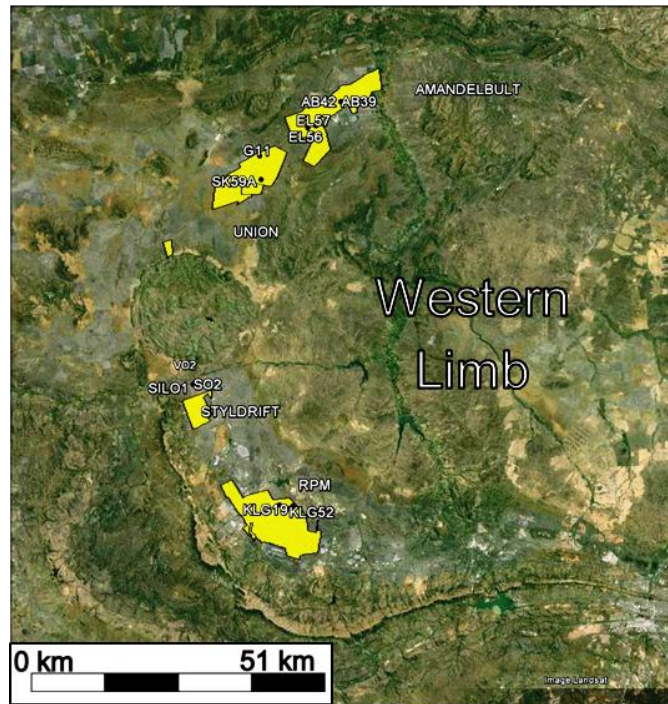 AMANDELBULT
AB42 AB39
EL57
EL56
G11
SK59A
UNION
Western
Limb
VO2
SILO1 SO2
STYLDRIFT
RPM
KLG19 KLG52
0 km 51 km
Image Landsat